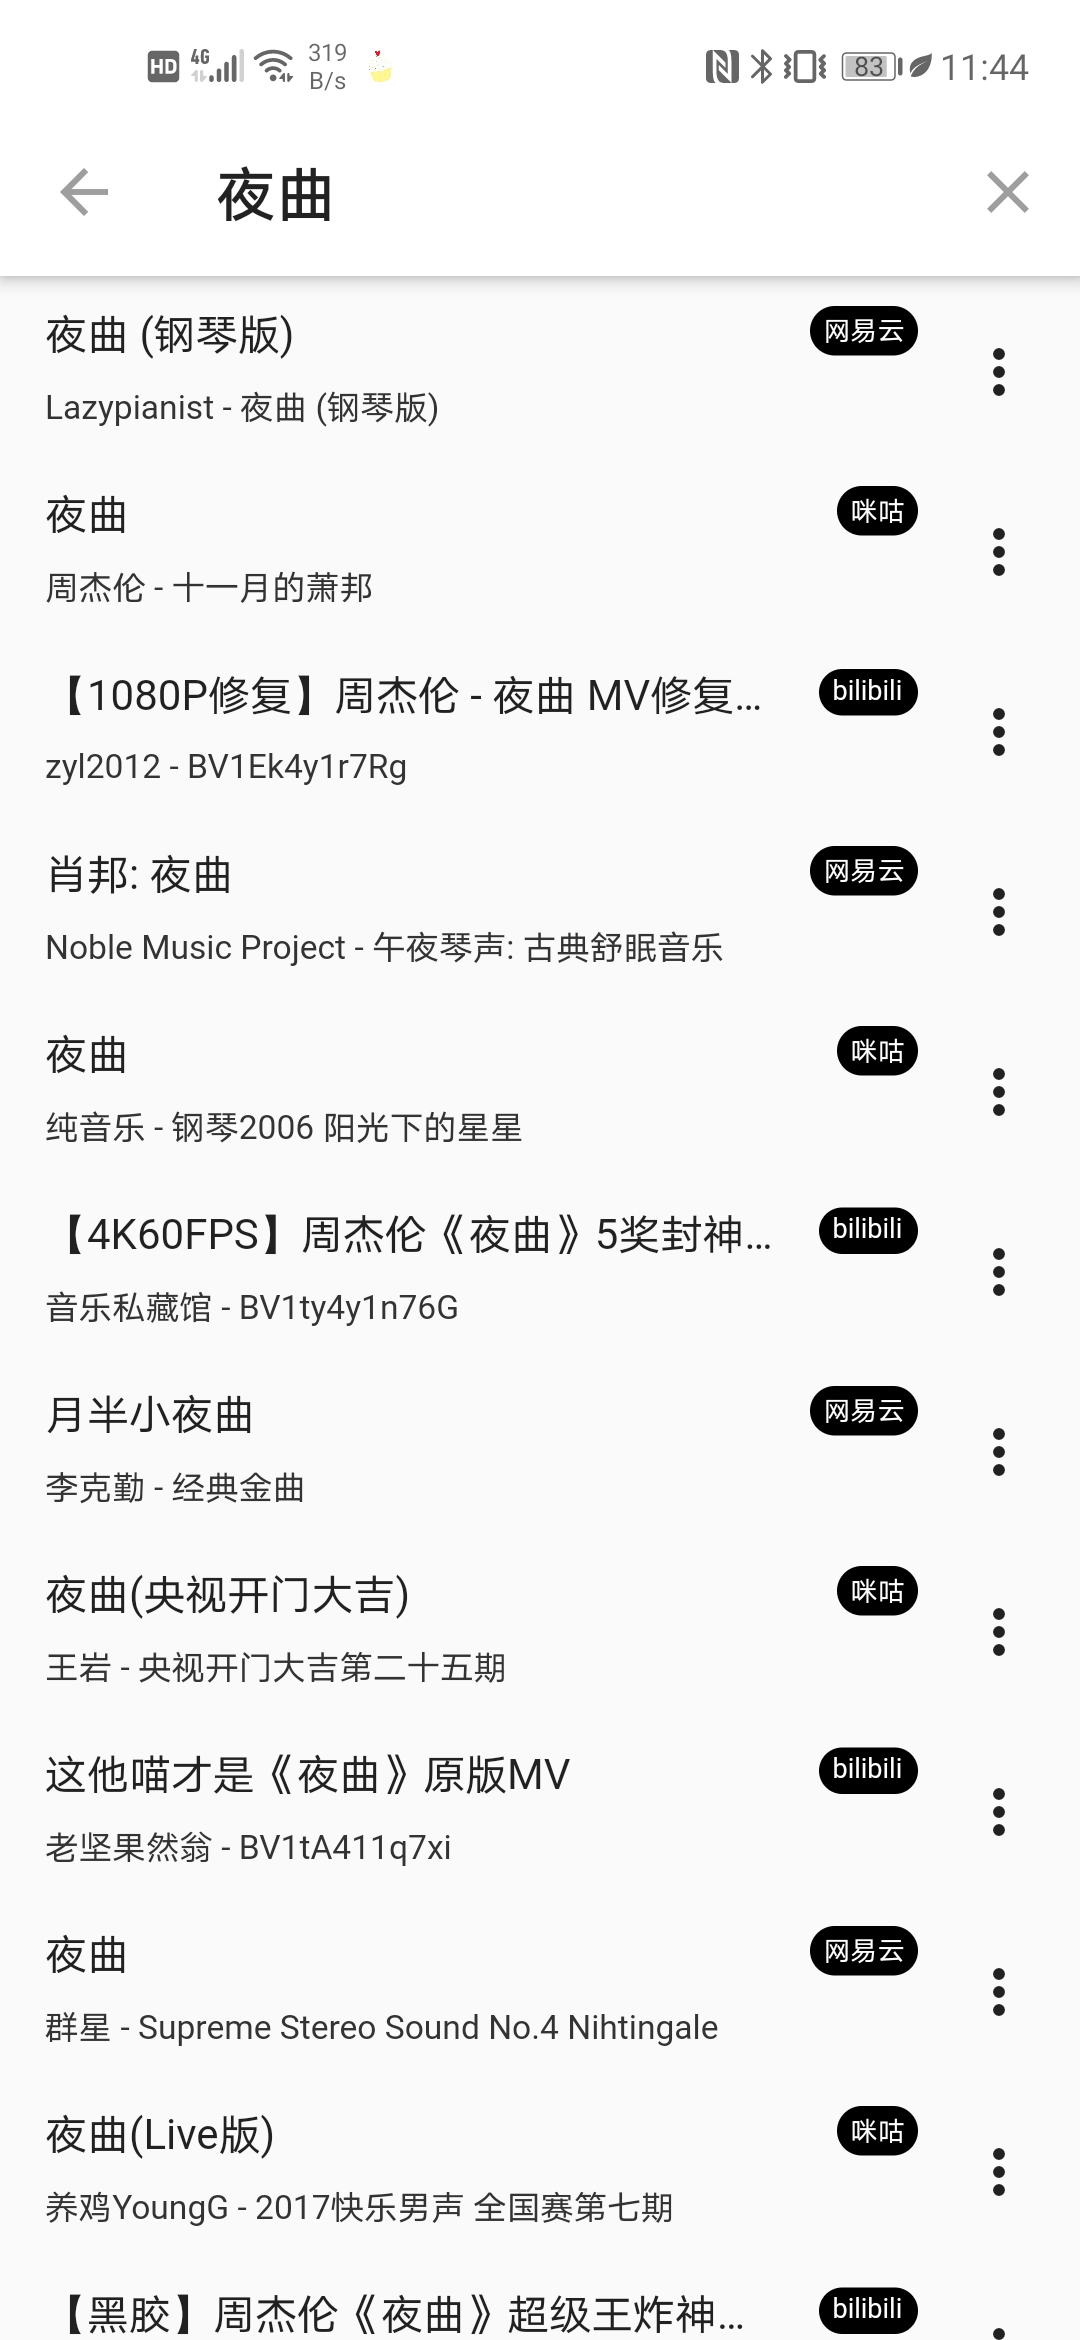 HD 4G 319 B/s 83 11:44
夜曲
夜曲 (钢琴版) 网易云
Lazypianist - 夜曲 (钢琴版)
夜曲 咪咕
周杰伦 - 十一月的萧邦
【1080P修复】周杰伦 - 夜曲 MV修复... bilibili
zyl2012 - BV1Ek4y1r7Rg
肖邦: 夜曲 网易云
Noble Music Project - 午夜琴声: 古典舒眠音乐
夜曲 咪咕
纯音乐 - 钢琴2006 阳光下的星星
【4K60FPS】周杰伦《夜曲》5奖封神... bilibili
音乐私藏馆 - BV1ty4y1n76G
月半小夜曲 网易云
李克勤 - 经典金曲
夜曲(央视开门大吉) 咪咕
王岩 - 央视开门大吉第二十五期
这他喵才是《夜曲》原版MV bilibili
老坚果然翁 - BV1tA411q7xi
夜曲 网易云
群星 - Supreme Stereo Sound No.4 Nihtingale
夜曲(Live版) 咪咕
养鸡YoungG - 2017快乐男声 全国赛第七期
【黑胶】周杰伦《夜曲》超级王炸神... bilibili